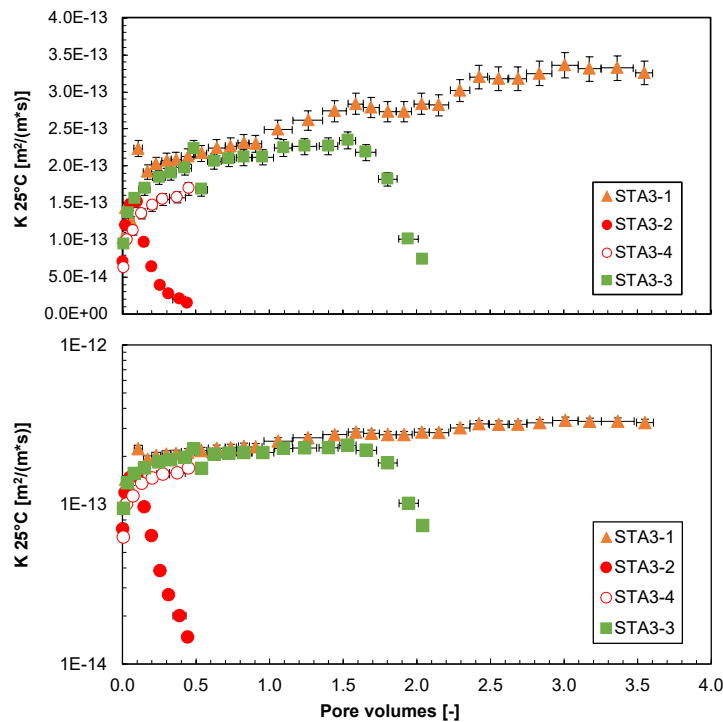 4.0E-13
3.5E-13
3.0E-13
2.5E-13
2.0E-13
1.5E-13
1.0E-13
5.0E-14
0.0E+00
K 25°C [m²/(m*s)]
STA3-1
STA3-2
STA3-4
STA3-3
1E-12
1E-13
1E-14
K 25°C [m²/(m*s)]
STA3-1
STA3-2
STA3-4
STA3-3
0.0 0.5 1.0 1.5 2.0 2.5 3.0 3.5 4.0
Pore volumes [-]